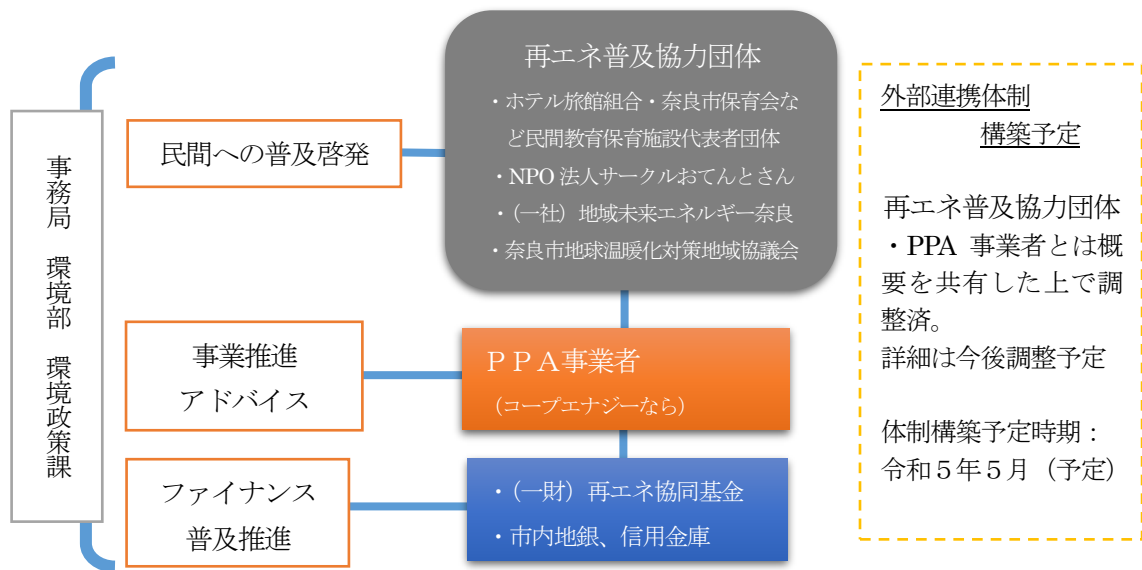 事務局　環境部　環境政策課
民間への普及啓発
再エネ普及協力団体
・ホテル旅館組合・奈良市保育会な
ど民間教育保育施設代表者団体
・NPO 法人サークルおてんとさん
・（一社）地域未来エネルギー奈良
・奈良市地球温暖化対策地域協議会
事業推進
アドバイス
ＰＰＡ事業者
（コープエナジーなら）
ファイナンス
普及推進
・（一財）再エネ協同基金
・市内地銀、信用金庫
外部連携体制
構築予定
再エネ普及協力団体
・PPA 事業者とは概
要を共有した上で調
整済。
詳細は今後調整予定
体制構築予定時期：
令和５年５月（予定）